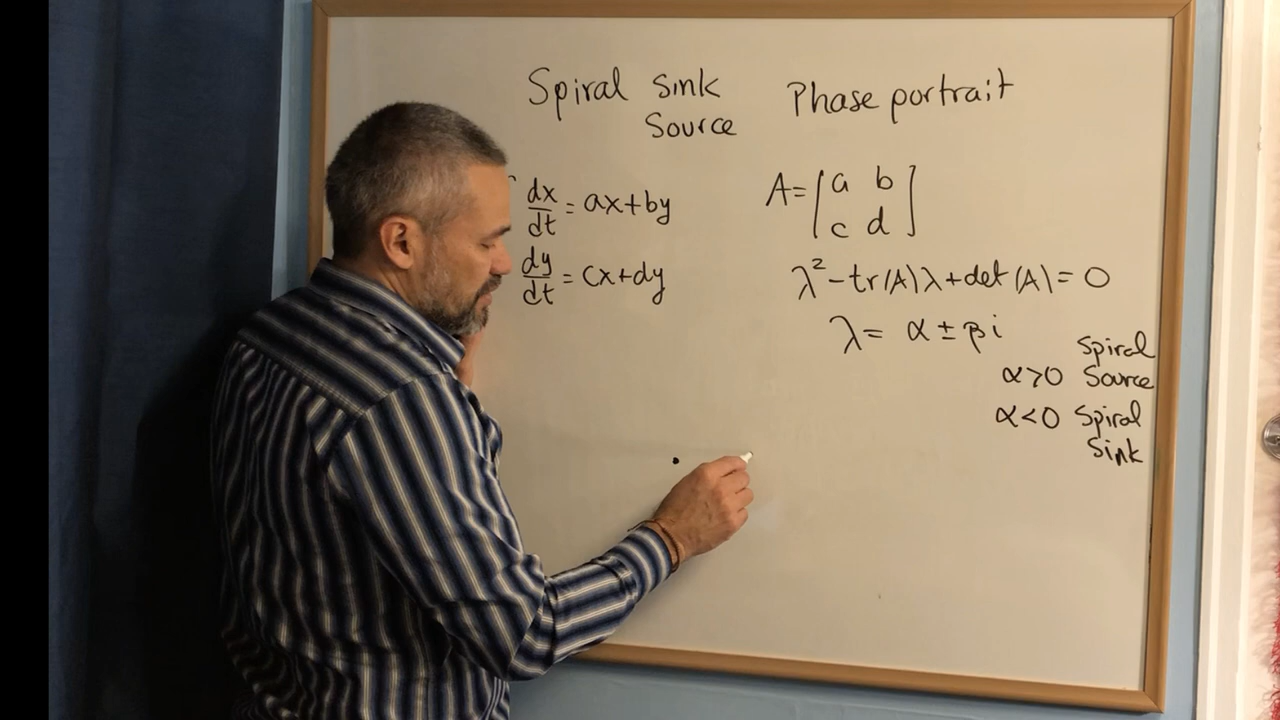 Spiral Sink
Source
Phase portrait
dx/dt = ax+by
dy/dt = cx+dy
A= [a b
c d]
λ² - tr(A)λ + det(A) = 0
λ = α ± βi
Spiral
α>0 Source
α<0 Spiral
Sink